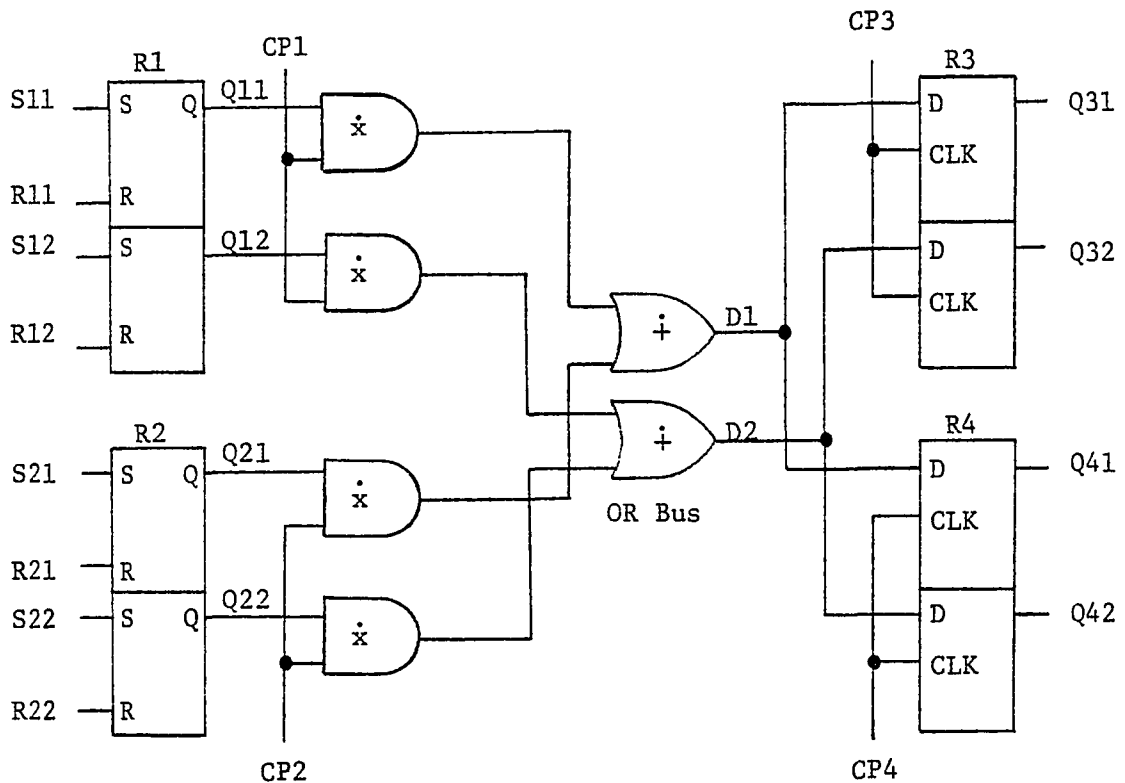 CP3
CP1
R1
R3
S11 S Q Q11
D Q31
ẋ
CLK
R11 R
S12 S Q12
D Q32
ẋ
CLK
R12 R
∔ D1
R2
R4
∔ D2
S21 S Q Q21
D Q41
ẋ
OR Bus
CLK
R21 R
S22 S Q Q22
D Q42
ẋ
CLK
R22 R
CP2
CP4